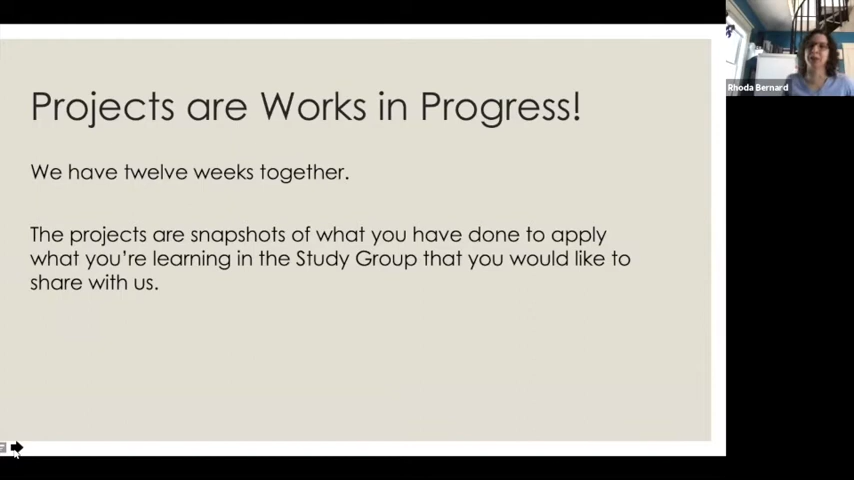 Projects are Works in Progress!
We have twelve weeks together.
The projects are snapshots of what you have done to apply
what you’re learning in the Study Group that you would like to
share with us.
Rhoda Bernard